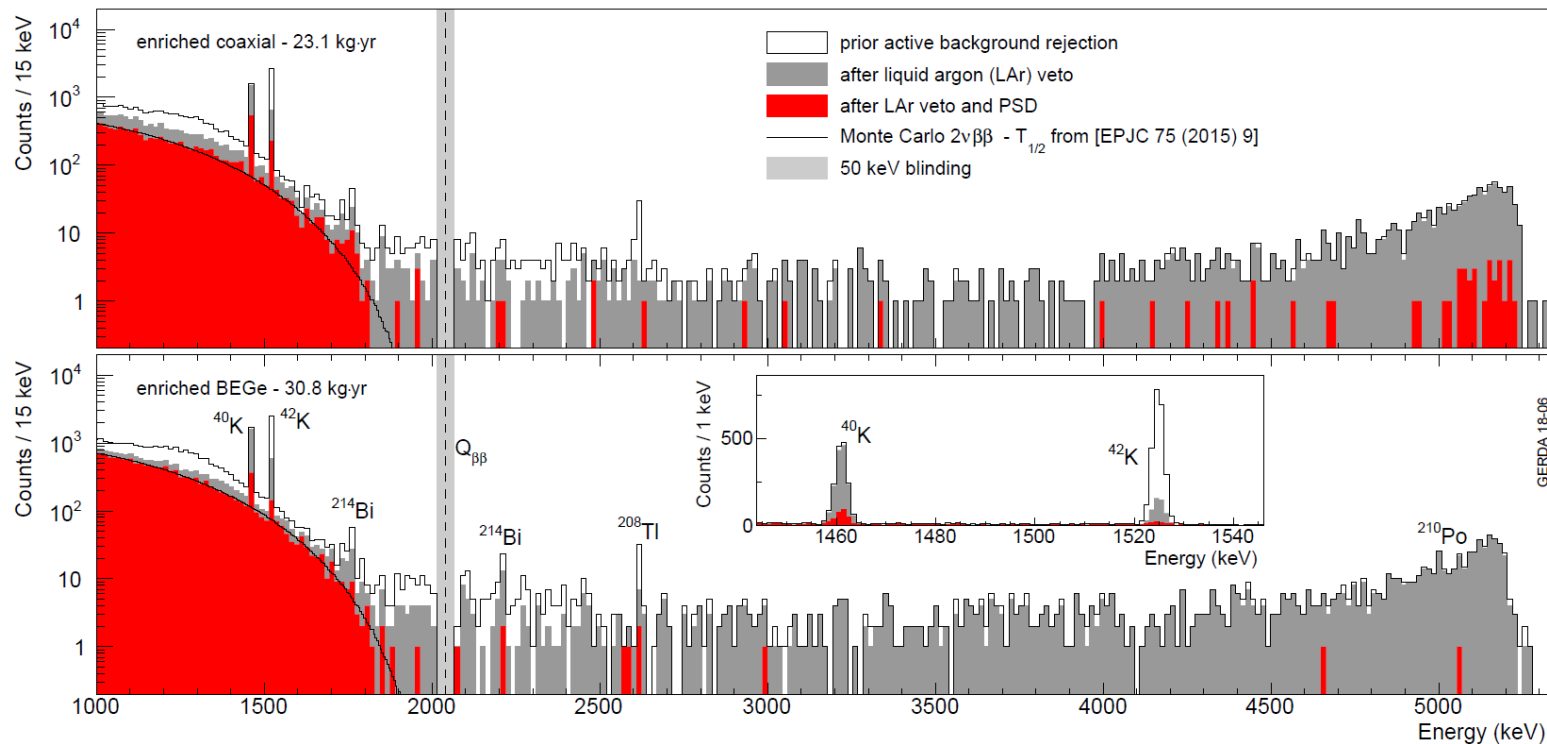 10⁴
10³
10²
10
1
Counts / 15 keV
enriched coaxial - 23.1 kg·yr
prior active background rejection
after liquid argon (LAr) veto
after LAr veto and PSD
Monte Carlo 2νββ - T₁/₂ from [EPJC 75 (2015) 9]
50 keV blinding
10⁴
10³
10²
10
1
Counts / 15 keV
enriched BEGe - 30.8 kg·yr
⁴⁰K
⁴²K
²¹⁴Bi
Qββ
²¹⁴Bi
²⁰⁸Tl
²¹⁰Po
Counts / 1 keV
500
0
⁴⁰K
⁴²K
1460 1480 1500 1520 1540
Energy (keV)
GERDA 18-06
1000 1500 2000 2500 3000 3500 4000 4500 5000
Energy (keV)